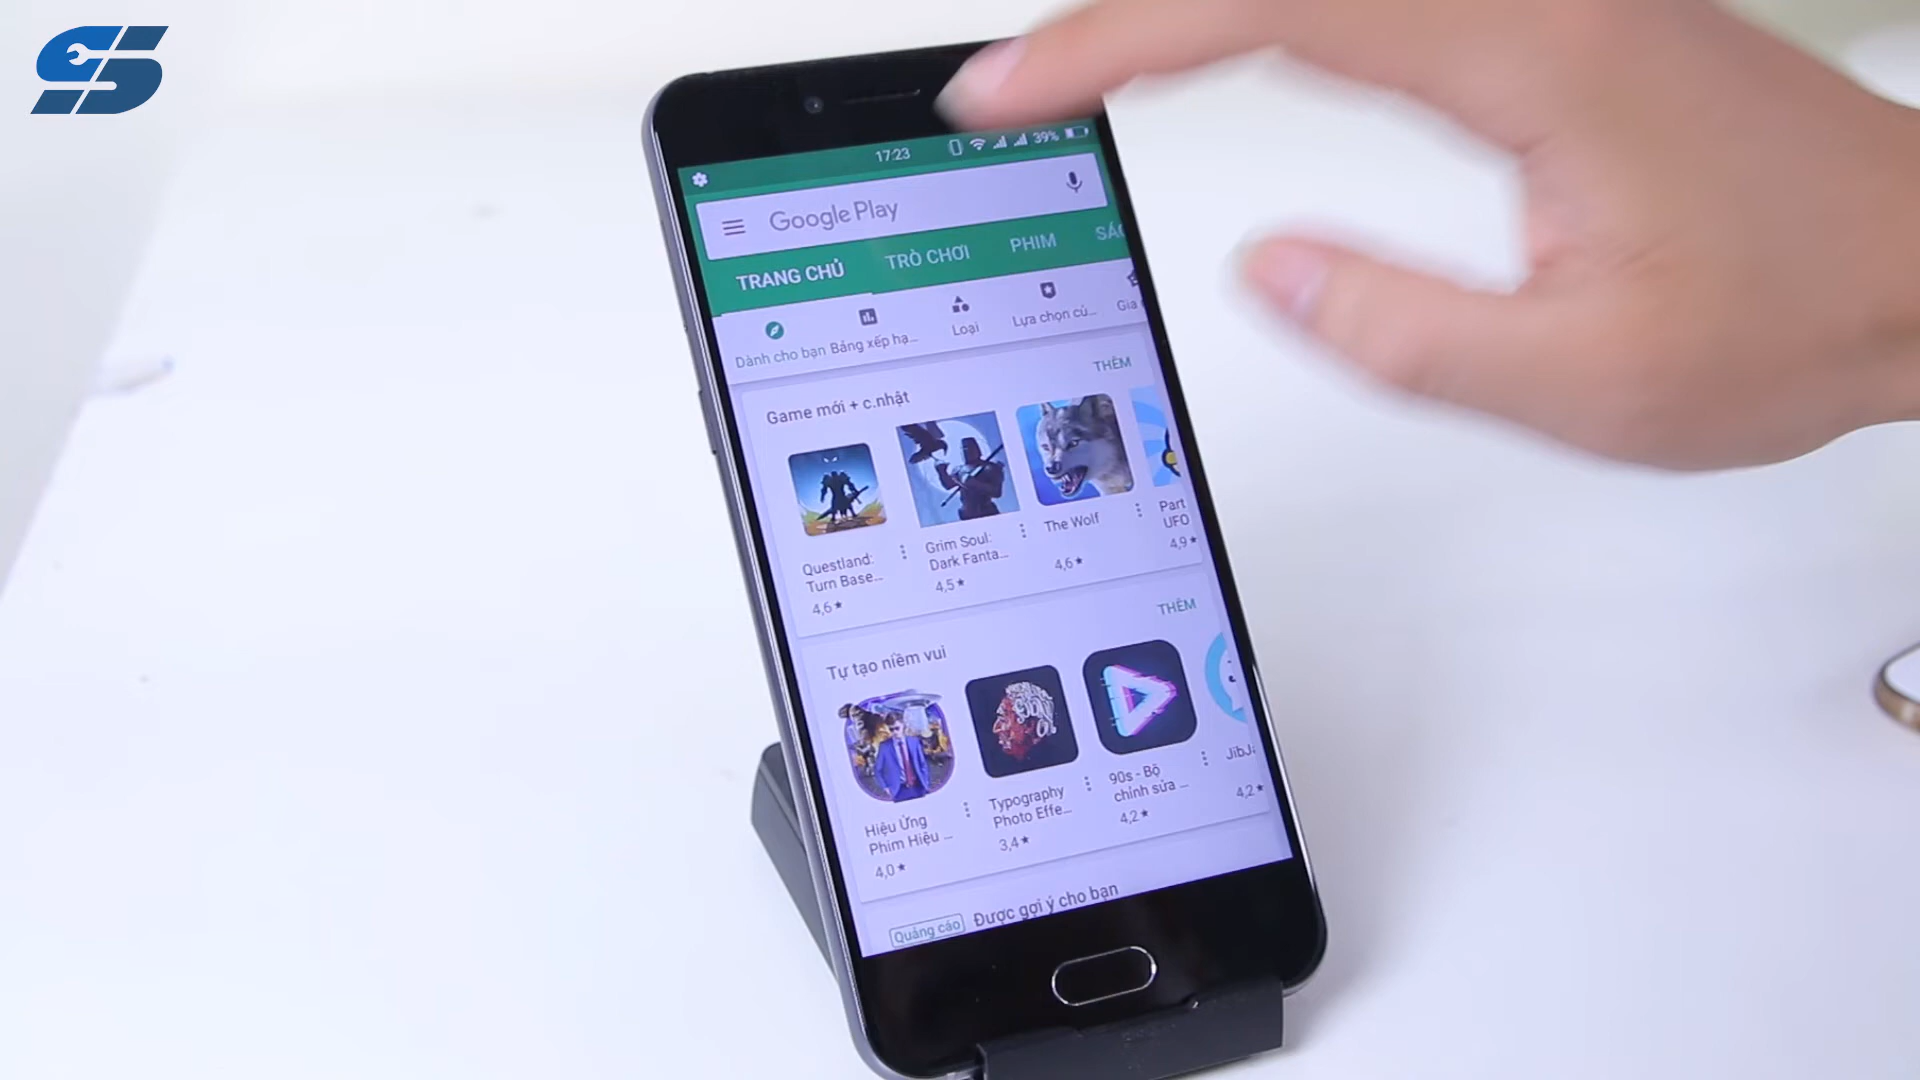 17:23
39%
Google Play
TRANG CHỦ
TRÒ CHƠI
PHIM
Dành cho bạn
Bảng xếp hạ...
Loại
Lựa chọn củ...
Gia
Game mới + c.nhật
THÊM
Questland:
Turn Base...
4,6★
Grim Soul:
Dark Fanta...
4,5★
The Wolf
4,6★
Part
UFO
4,9★
Tự tạo niềm vui
THÊM
Hiệu Ứng
Phim Hiệu ...
4,0★
Typography
Photo Effe...
3,4★
90s - Bộ
chỉnh sửa ...
4,2★
4,2★
Quảng cáo
Được gợi ý cho bạn